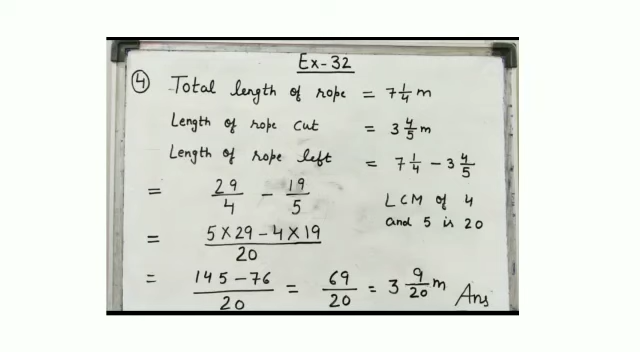 Ex-32
④ Total length of rope = 7 1/4 m
Length of rope cut = 3 4/5 m
Length of rope left = 7 1/4 - 3 4/5
= 29/4 - 19/5 LCM of 4
and 5 is 20
= 5×29-4×19/20
= 145-76/20 = 69/20 = 3 9/20 m Ans